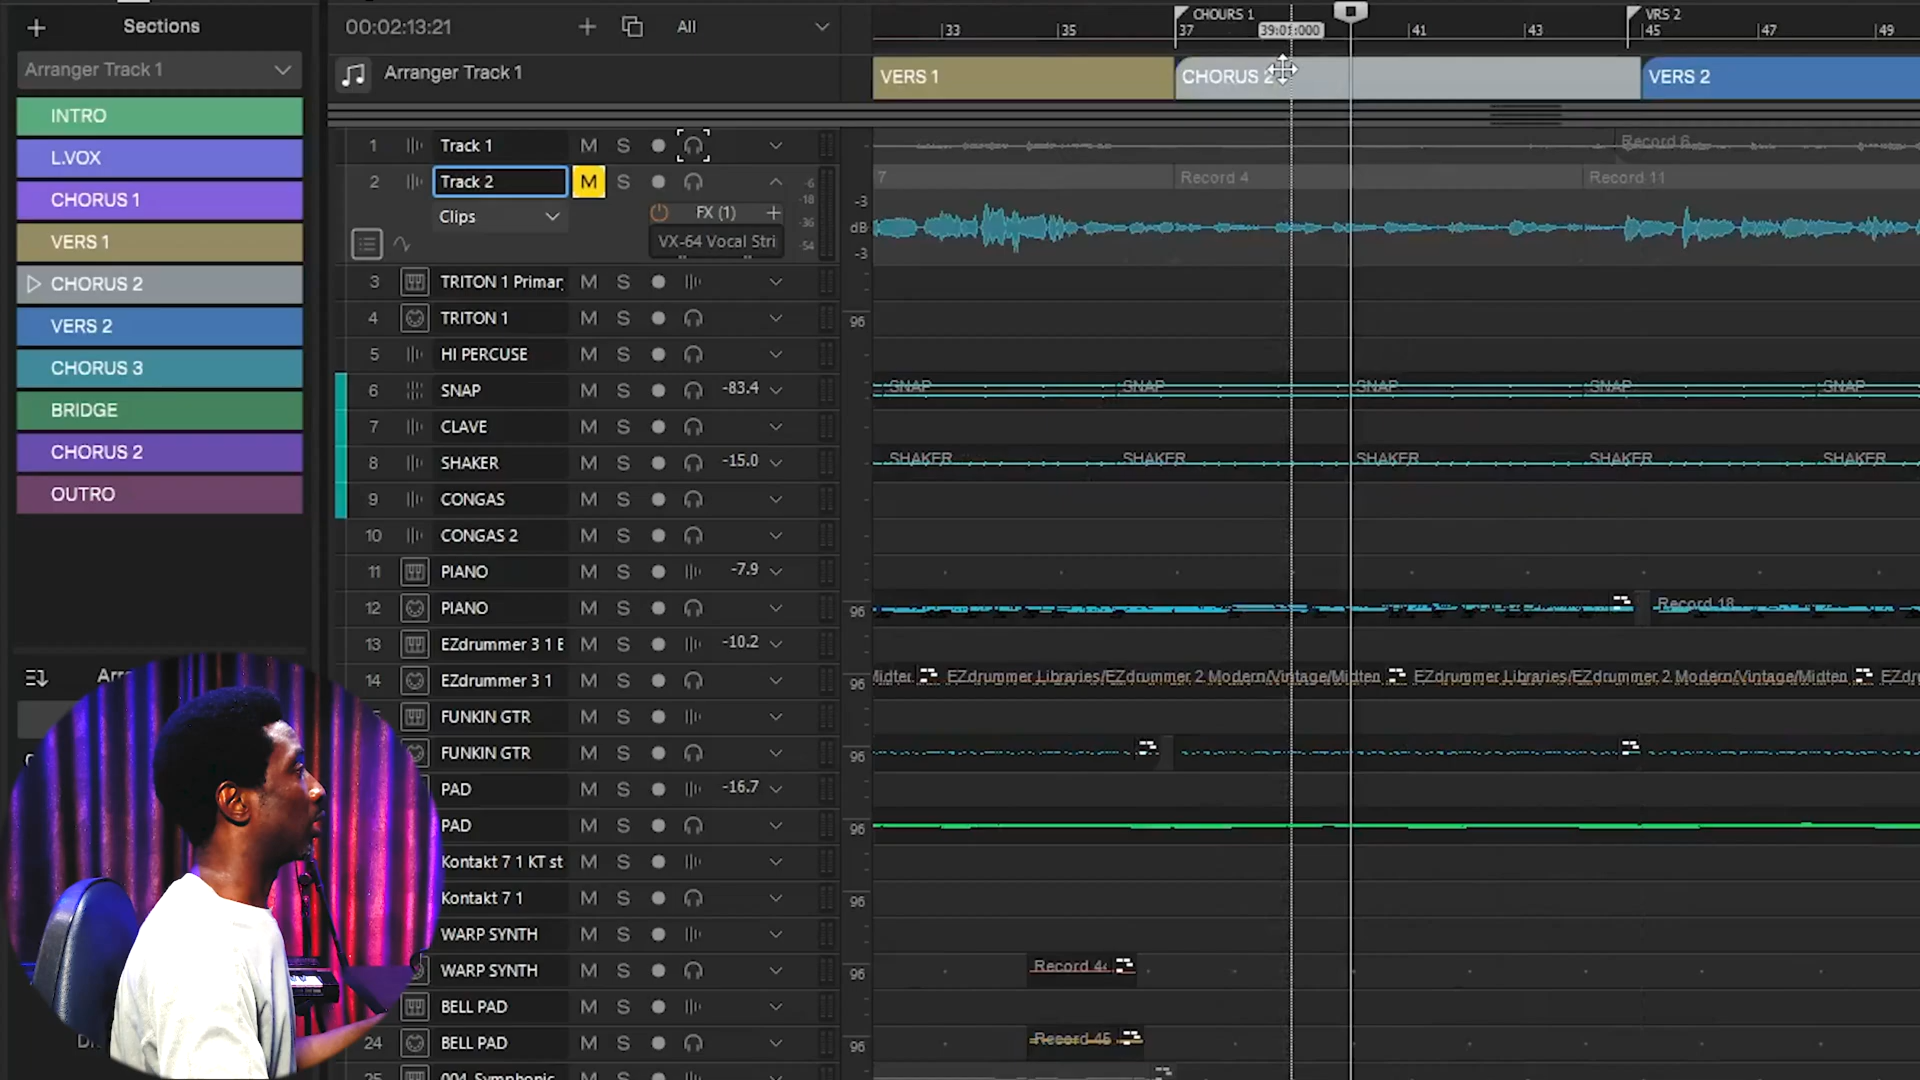 Sections
Arranger Track 1
INTRO
L.VOX
CHORUS 1
VERS 1
CHORUS 2
VERS 2
CHORUS 3
BRIDGE
CHORUS 2
OUTRO
00:02:13:21
All
CHOURS 1
VRS 2
33 35 37 39:01:000 41 43 45 47 49
Arranger Track 1
VERS 1
CHORUS 2
VERS 2
1 Track 1 M S
Record 6
2 Track 2 M S
7 Record 4 Record 11
Clips
FX (1)
VX-64 Vocal Stri
-6
-18
-36
-54
-3
dB
-3
3 TRITON 1 Primar M S
4 TRITON 1 M S 96
5 HI PERCUSE M S
6 SNAP M S -83.4
SNAP SNAP SNAP SNAP SNAP
7 CLAVE M S
8 SHAKER M S -15.0
SHAKER SHAKER SHAKER SHAKER SHAKER
9 CONGAS M S
10 CONGAS 2 M S
11 PIANO M S -7.9
12 PIANO M S 96
Record 18
13 EZdrummer 3 1 E M S -10.2
14 EZdrummer 3 1 M S 96
EZdrummer Libraries/EZdrummer 2 Modern/Vintage/Midten EZdrummer Libraries/EZdrummer 2 Modern/Vintage/Midten EZdr
FUNKIN GTR M S
FUNKIN GTR M S 96
PAD M S -16.7
PAD M S 96
Kontakt 7 1 KT st M S
Kontakt 7 1 M S 96
WARP SYNTH M S
WARP SYNTH M S 96
Record 44
BELL PAD M S
24 BELL PAD M S 96
Record 45
25 004 Symphonic M S
Arr